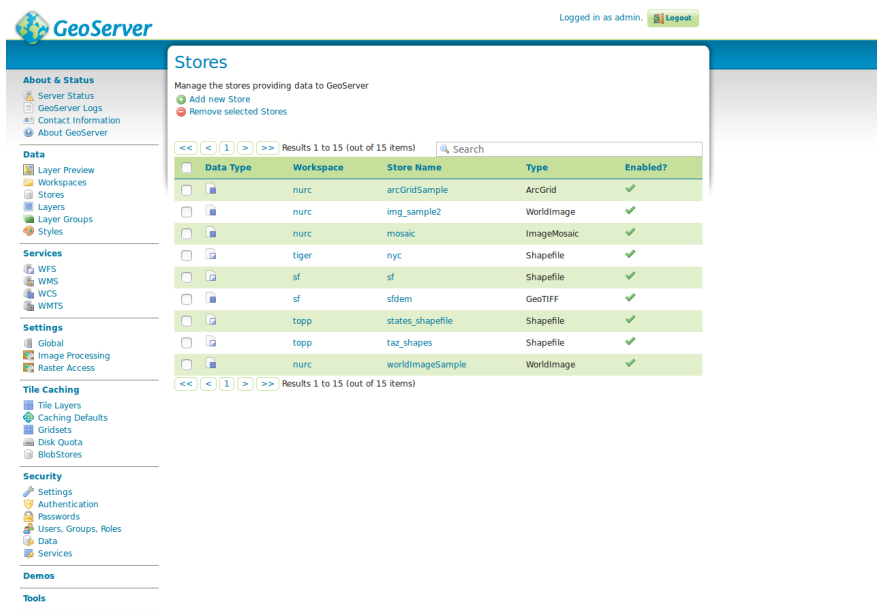 GeoServer
Logged in as admin. Logout
About & Status
Server Status
GeoServer Logs
Contact Information
About GeoServer
Data
Layer Preview
Workspaces
Stores
Layers
Layer Groups
Styles
Services
WFS
WMS
WCS
WMTS
Settings
Global
Image Processing
Raster Access
Tile Caching
Tile Layers
Caching Defaults
Gridsets
Disk Quota
BlobStores
Security
Settings
Authentication
Passwords
Users, Groups, Roles
Data
Services
Demos
Tools
Stores
Manage the stores providing data to GeoServer
Add new Store
Remove selected Stores
<< < 1 > >> Results 1 to 15 (out of 15 items) Search
Data Type Workspace Store Name Type Enabled?
nurc arcGridSample ArcGrid
nurc img_sample2 WorldImage
nurc mosaic ImageMosaic
tiger nyc Shapefile
sf sf Shapefile
sf sfdem GeoTIFF
topp states_shapefile Shapefile
topp taz_shapes Shapefile
nurc worldImageSample WorldImage
<< < 1 > >> Results 1 to 15 (out of 15 items)